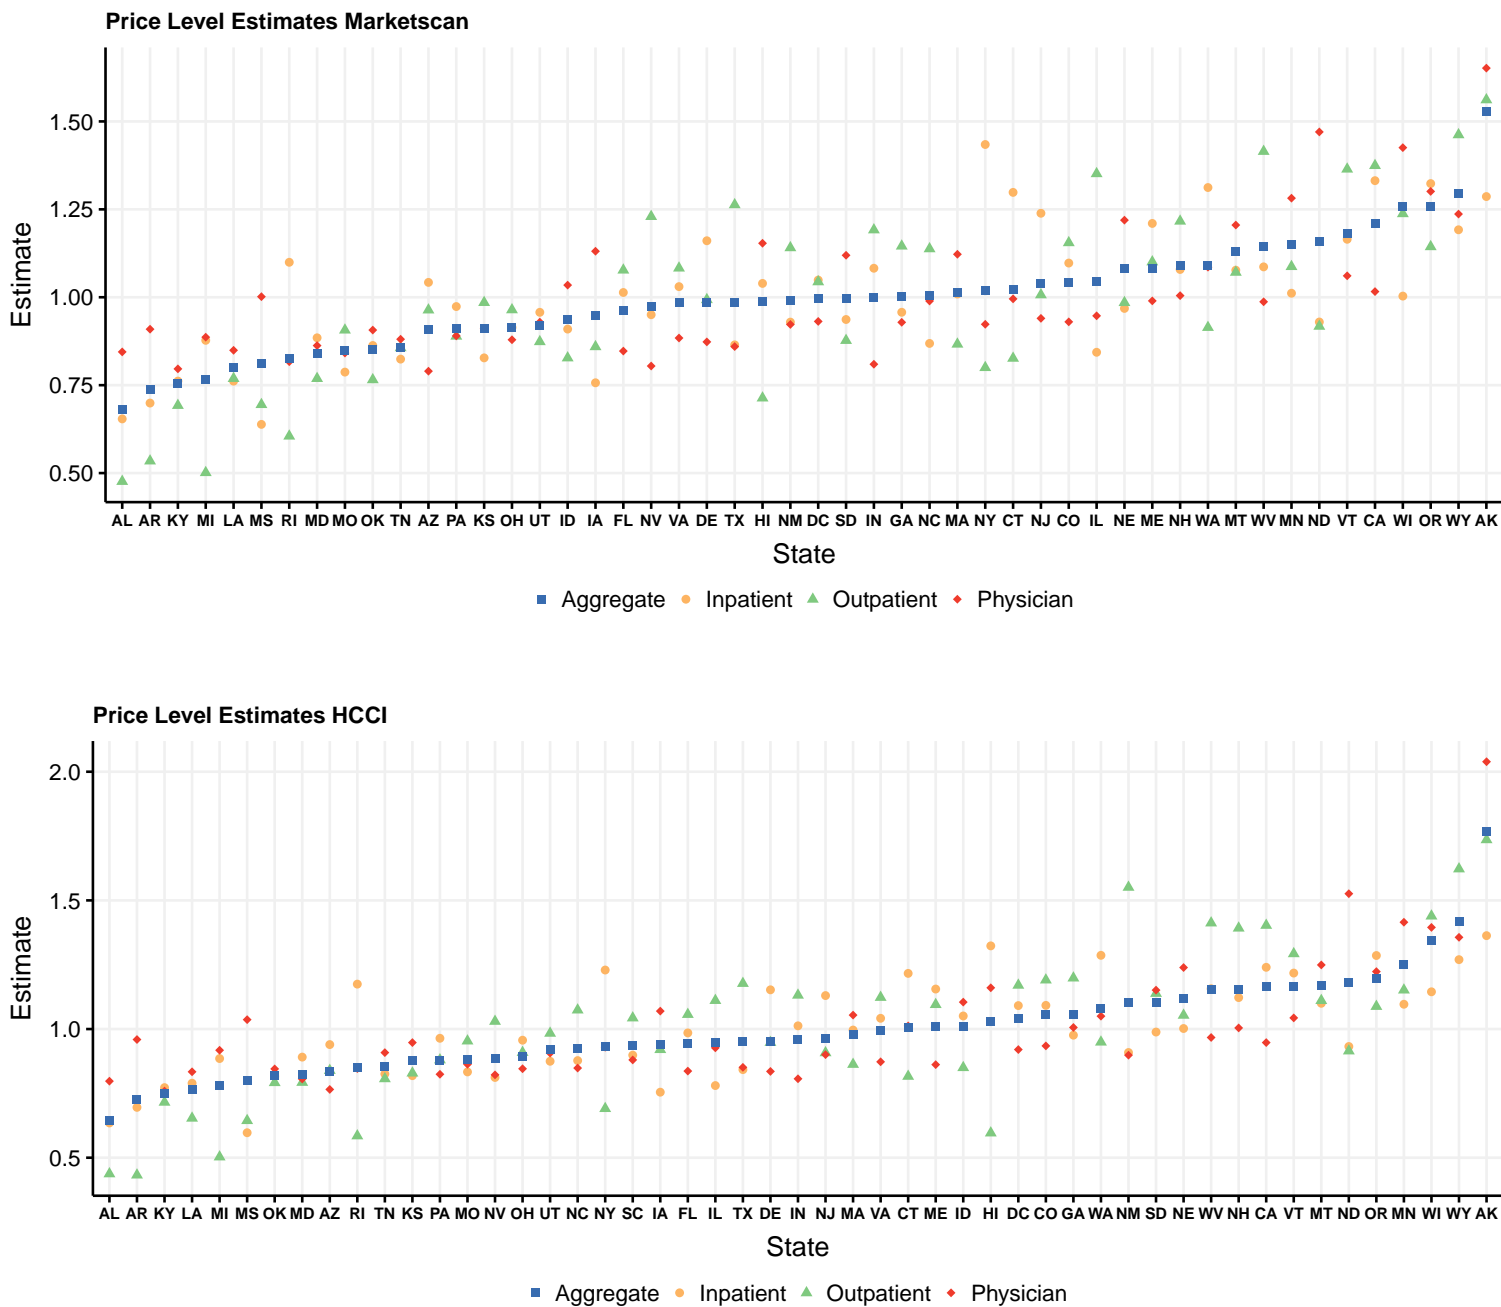 Price Level Estimates Marketscan
1.50
1.25
1.00
0.75
0.50
Estimate
AL AR KY MI LA MS RI MD MO OK TN AZ PA KS OH UT ID IA FL NV VA DE TX HI NM DC SD IN GA NC MA NY CT NJ CO IL NE ME NH WA MT WV MN ND VT CA WI OR WY AK
State
Aggregate Inpatient Outpatient Physician
Price Level Estimates HCCI
2.0
1.5
1.0
0.5
Estimate
AL AR KY LA MI MS OK MD AZ RI TN KS PA MO NV OH UT NC NY SC IA FL IL TX DE IN NJ MA VA CT ME ID HI DC CO GA WA NM SD NE WV NH CA VT MT ND OR MN WI WY AK
State
Aggregate Inpatient Outpatient Physician